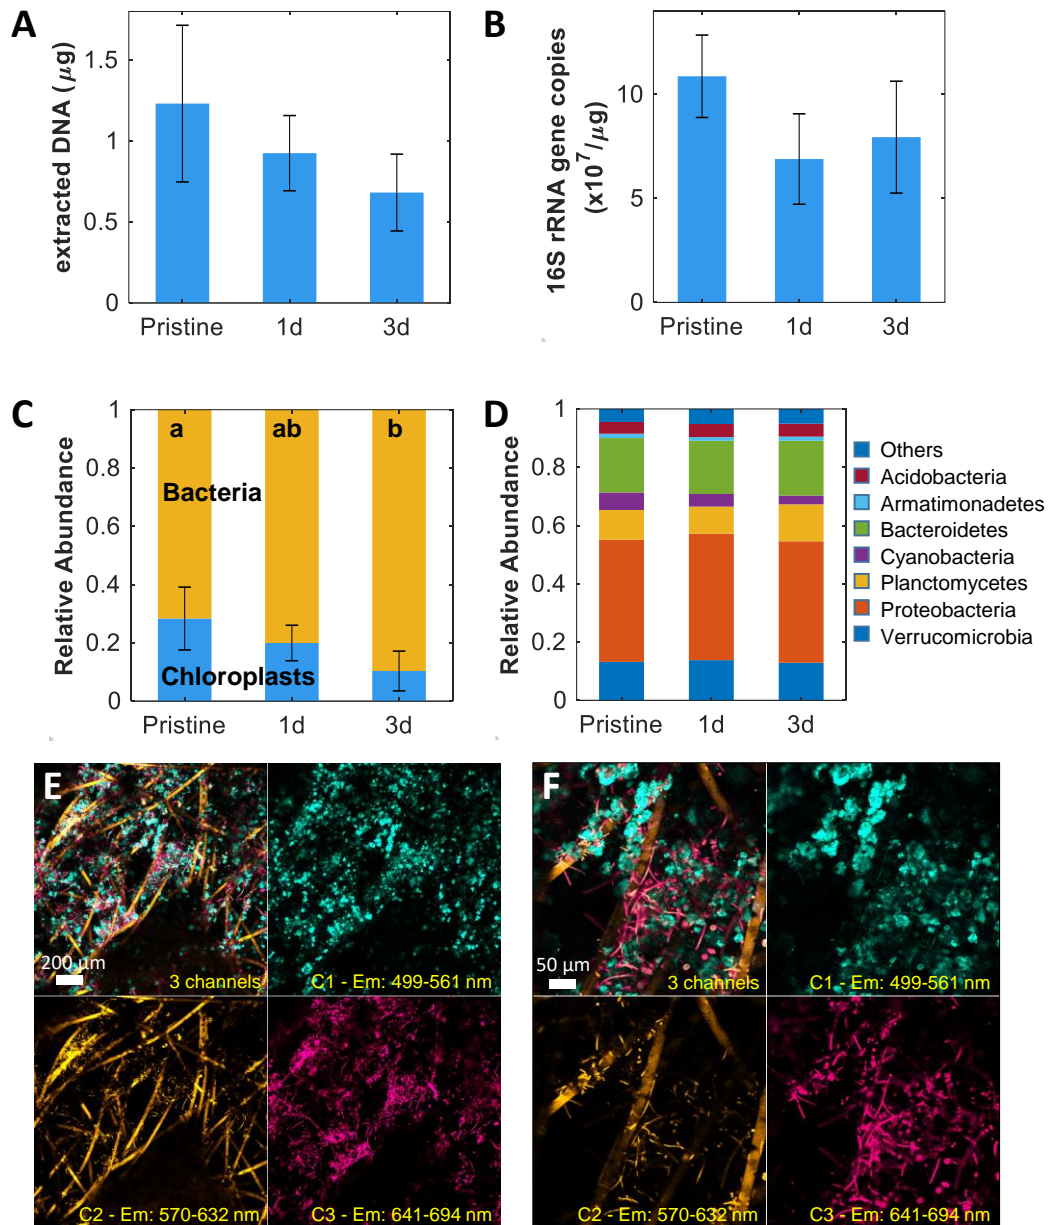 A
extracted DNA (μg)
1.5
1
0.5
0
Pristine 1d 3d
B
16S rRNA gene copies
(x10⁷/μg)
10
5
0
Pristine 1d 3d
C
Relative Abundance
1
0.8
0.6
0.4
0.2
0
a ab b
Bacteria
Chloroplasts
Pristine 1d 3d
D
Relative Abundance
1
0.8
0.6
0.4
0.2
0
Pristine 1d 3d
Others
Acidobacteria
Armatimonadetes
Bacteroidetes
Cyanobacteria
Planctomycetes
Proteobacteria
Verrucomicrobia
E
200 μm
3 channels
C1 - Em: 499-561 nm
C2 - Em: 570-632 nm
C3 - Em: 641-694 nm
F
50 μm
3 channels
C1 - Em: 499-561 nm
C2 - Em: 570-632 nm
C3 - Em: 641-694 nm